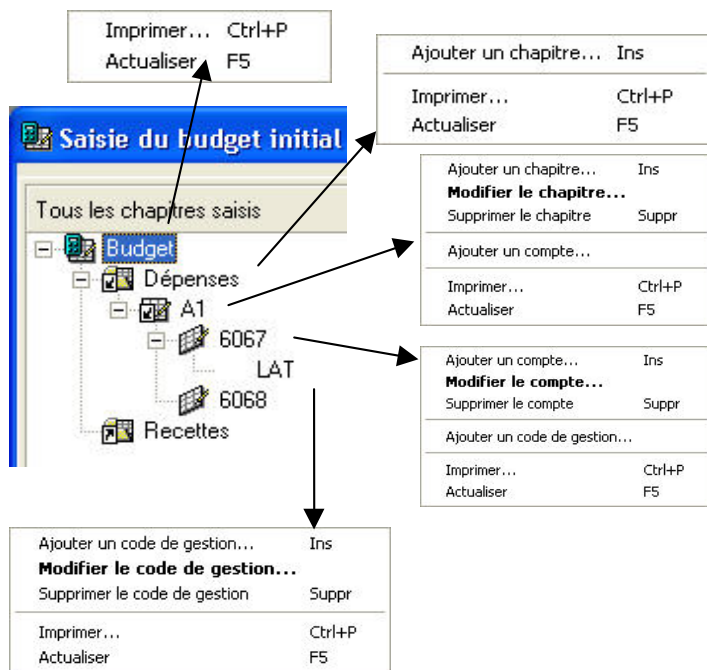 Imprimer... Ctrl+P
Actualiser F5
Ajouter un chapitre... Ins
Imprimer... Ctrl+P
Actualiser F5
Saisie du budget initial
Tous les chapitres saisis
Budget
Dépenses
A1
6067
LAT
6068
Recettes
Ajouter un chapitre... Ins
Modifier le chapitre...
Supprimer le chapitre Suppr
Ajouter un compte...
Imprimer... Ctrl+P
Actualiser F5
Ajouter un compte... Ins
Modifier le compte...
Supprimer le compte Suppr
Ajouter un code de gestion...
Imprimer... Ctrl+P
Actualiser F5
Ajouter un code de gestion... Ins
Modifier le code de gestion...
Supprimer le code de gestion Suppr
Imprimer... Ctrl+P
Actualiser F5